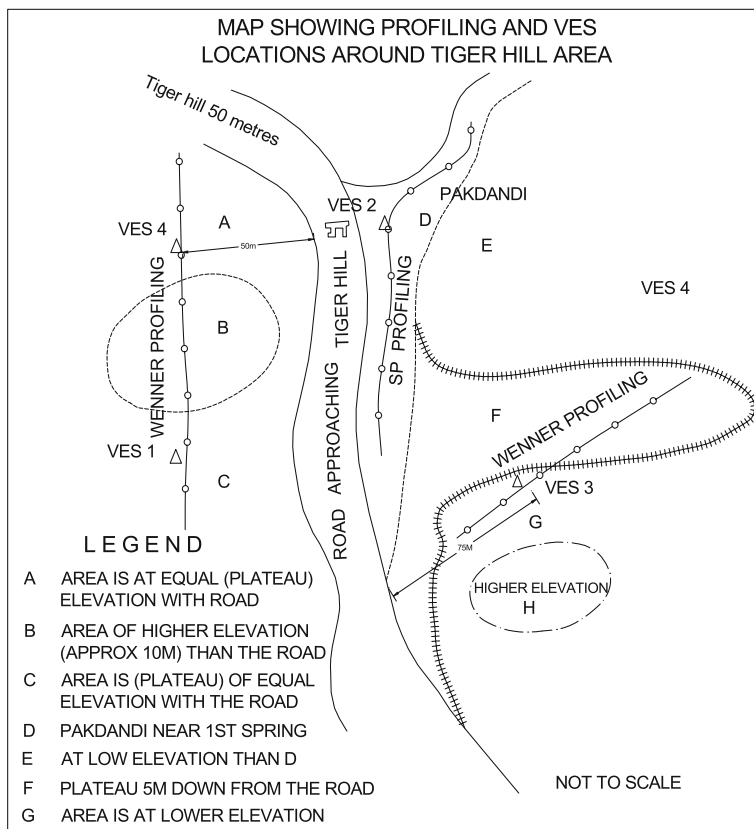 MAP SHOWING PROFILING AND VES
LOCATIONS AROUND TIGER HILL AREA
Tiger hill 50 metres
PAKDANDI
VES 2
A
D
VES 4
50m
E
VES 4
B
WENNER PROFILING
ROAD APPROACHING TIGER HILL
SP PROFILING
F
WENNER PROFILING
VES 1
C
VES 3
G
75M
HIGHER ELEVATION
H
LEGEND
A AREA IS AT EQUAL (PLATEAU)
ELEVATION WITH ROAD
B AREA OF HIGHER ELEVATION
(APPROX 10M) THAN THE ROAD
C AREA IS (PLATEAU) OF EQUAL
ELEVATION WITH THE ROAD
D PAKDANDI NEAR 1ST SPRING
E AT LOW ELEVATION THAN D
F PLATEAU 5M DOWN FROM THE ROAD
G AREA IS AT LOWER ELEVATION
NOT TO SCALE